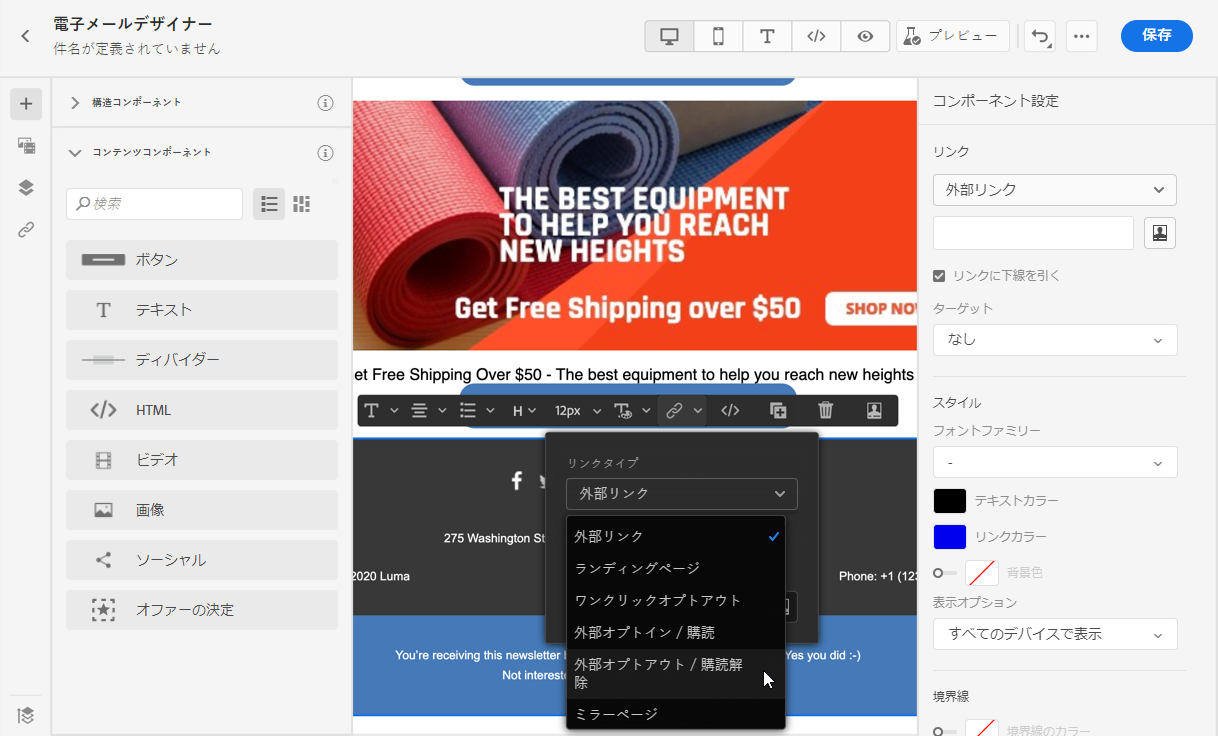 電子メールデザイナー
件名が定義されていません
プレビュー
保存
構造コンポーネント
コンテンツコンポーネント
検索
ボタン
テキスト
ディバイダー
HTML
ビデオ
画像
ソーシャル
オファーの決定
THE BEST EQUIPMENT
TO HELP YOU REACH
NEW HEIGHTS
Get Free Shipping over $50
SHOP NOW
et Free Shipping Over $50 - The best equipment to help you reach new heights
H
12px
リンクタイプ
外部リンク
外部リンク
ランディングページ
ワンクリックオプトアウト
外部オプトイン / 購読
外部オプトアウト / 購読解
除
ミラーページ
275 Washington St
2020 Luma
Phone: +1 (123
You're receiving this newsletter
Yes you did :-)
Not intereste
コンポーネント設定
リンク
外部リンク
リンクに下線を引く
ターゲット
なし
スタイル
フォントファミリー
-
テキストカラー
リンクカラー
背景色
表示オプション
すべてのデバイスで表示
境界線
境界線のカラー